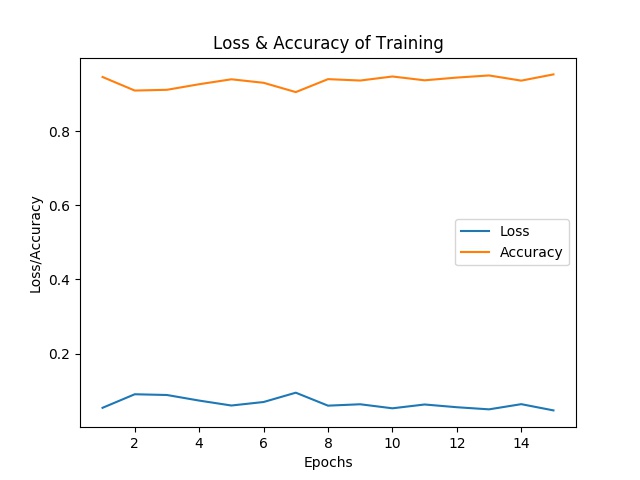 Loss & Accuracy of Training
0.8
0.6
0.4
0.2
Loss/Accuracy
Loss
Accuracy
2 4 6 8 10 12 14
Epochs